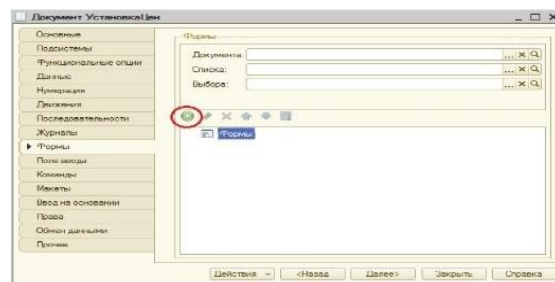 Документ УстановкаЦен
Основные
Подсистемы
Функциональные опции
Данные
Нумерация
Движения
Последовательности
Журналы
Формы
Поле ввода
Команды
Макеты
Ввод на основании
Права
Обмен данными
Прочее
Формы
Документа:
Списка:
Выбора:
Формы
Действия
<Назад
Далее>
Закрыть
Справка